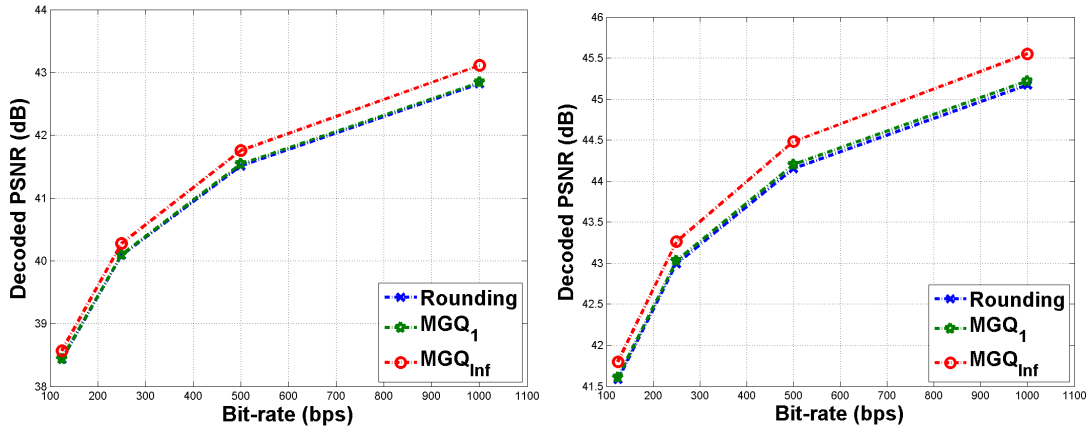 44
43
42
41
40
39
38
100 200 300 400 500 600 700 800 900 1000 1100
Decoded PSNR (dB)
Bit-rate (bps)
Rounding
MGQ1
MGQInf
46
45.5
45
44.5
44
43.5
43
42.5
42
41.5
100 200 300 400 500 600 700 800 900 1000 1100
Decoded PSNR (dB)
Bit-rate (bps)
Rounding
MGQ1
MGQInf